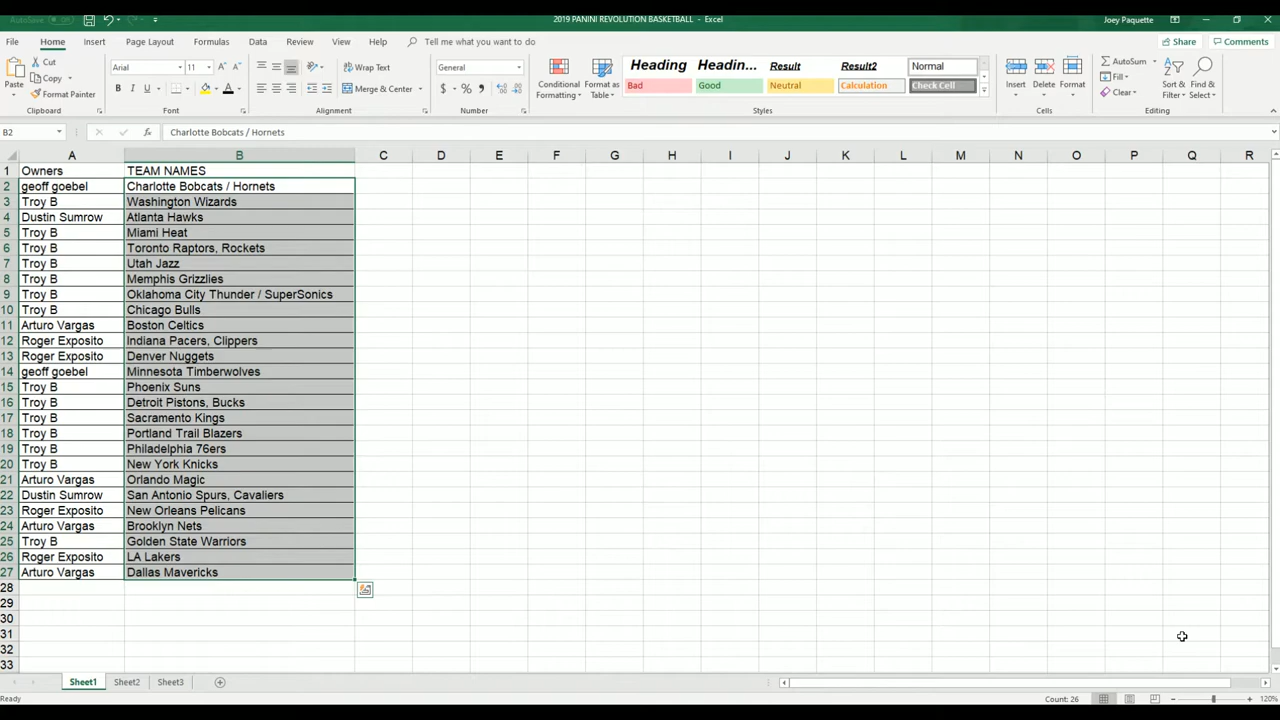 AutoSave Off
2019 PANINI REVOLUTION BASKETBALL - Excel
Joey Paquette
File Home Insert Page Layout Formulas Data Review View Help Tell me what you want to do
Share Comments
Paste
Cut
Copy
Format Painter
Clipboard
Arial 11
B I U
Font
Wrap Text
Merge & Center
Alignment
General
$ % ,
Number
Conditional Formatting
Format as Table
Heading Headin... Result Result2 Normal
Bad Good Neutral Calculation Check Cell
Styles
Insert Delete Format
Cells
AutoSum
Fill
Clear
Sort & Filter
Find & Select
Editing
B2 fx Charlotte Bobcats / Hornets
A B C D E F G H I J K L M N O P Q R
1 Owners TEAM NAMES
2 geoff goebel Charlotte Bobcats / Hornets
3 Troy B Washington Wizards
4 Dustin Sumrow Atlanta Hawks
5 Troy B Miami Heat
6 Troy B Toronto Raptors, Rockets
7 Troy B Utah Jazz
8 Troy B Memphis Grizzlies
9 Troy B Oklahoma City Thunder / SuperSonics
10 Troy B Chicago Bulls
11 Arturo Vargas Boston Celtics
12 Roger Exposito Indiana Pacers, Clippers
13 Roger Exposito Denver Nuggets
14 geoff goebel Minnesota Timberwolves
15 Troy B Phoenix Suns
16 Troy B Detroit Pistons, Bucks
17 Troy B Sacramento Kings
18 Troy B Portland Trail Blazers
19 Troy B Philadelphia 76ers
20 Troy B New York Knicks
21 Arturo Vargas Orlando Magic
22 Dustin Sumrow San Antonio Spurs, Cavaliers
23 Roger Exposito New Orleans Pelicans
24 Arturo Vargas Brooklyn Nets
25 Troy B Golden State Warriors
26 Roger Exposito LA Lakers
27 Arturo Vargas Dallas Mavericks
28
29
30
31
32
33
Sheet1 Sheet2 Sheet3
Ready
Count: 26
120%